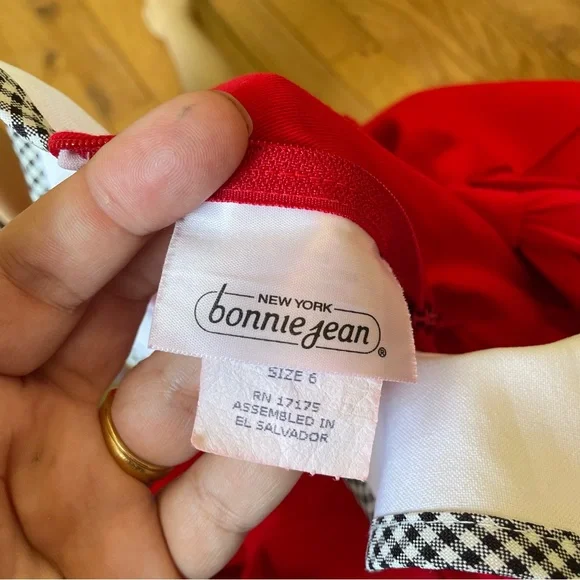 NEW YORK
bonnie jean ®
SIZE 6
RN 17175
ASSEMBLED IN
EL SALVADOR